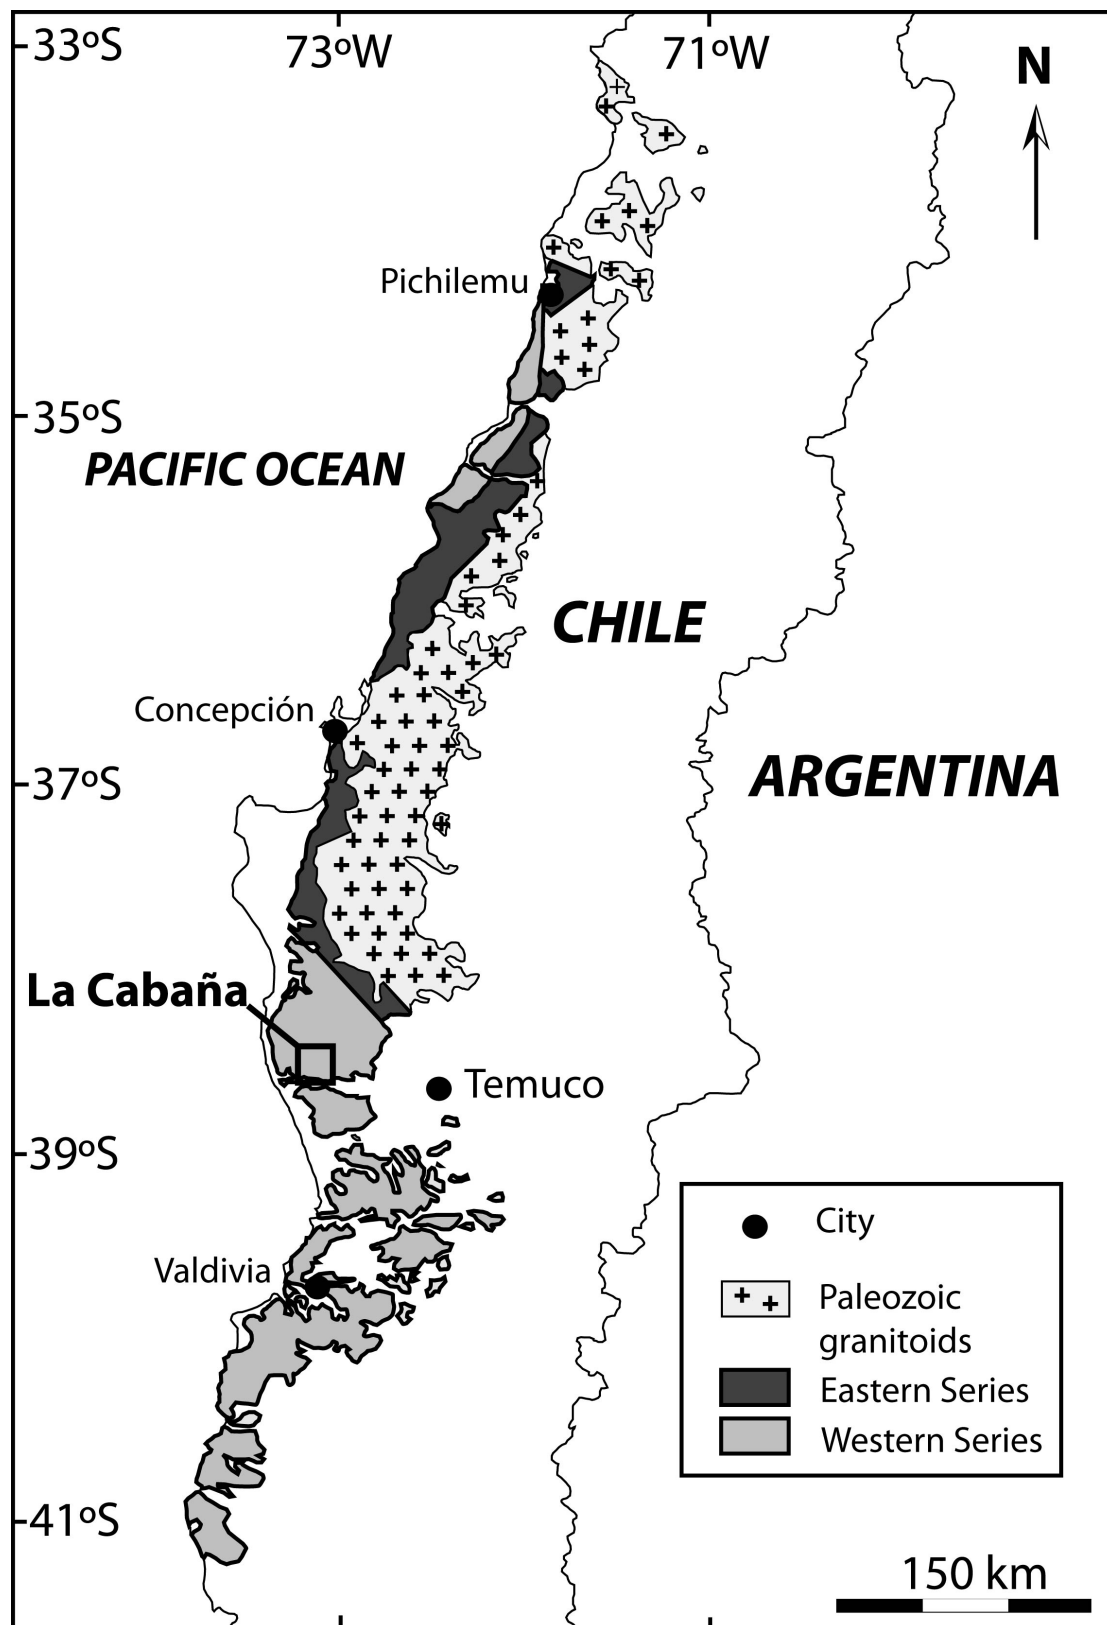 33ºS
73ºW
71ºW
N
Pichilemu
35ºS
PACIFIC OCEAN
CHILE
Concepción
37ºS
ARGENTINA
La Cabaña
Temuco
39ºS
Valdivia
City
Paleozoic
granitoids
Eastern Series
Western Series
41ºS
150 km